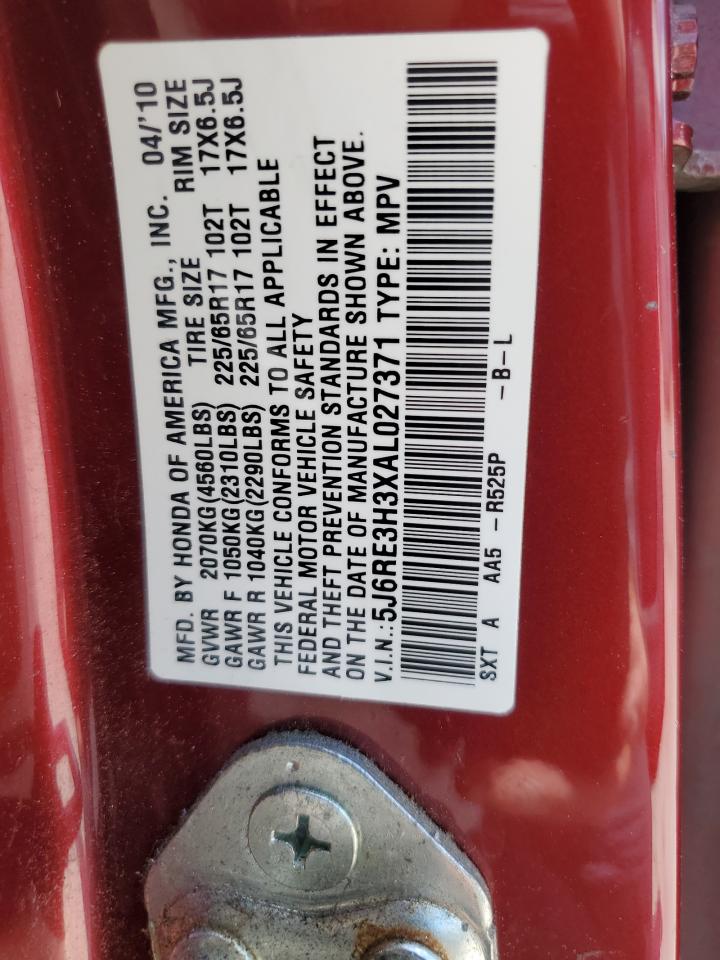 MFD. BY HONDA OF AMERICA MFG., INC. 04/'10
GVWR 2070KG(4560LBS) TIRE SIZE RIM SIZE
GAWR F 1050KG(2310LBS) 225/65R17 102T 17X6.5J
GAWR R 1040KG(2290LBS) 225/65R17 102T 17X6.5J
THIS VEHICLE CONFORMS TO ALL APPLICABLE
FEDERAL MOTOR VEHICLE SAFETY
AND THEFT PREVENTION STANDARDS IN EFFECT
ON THE DATE OF MANUFACTURE SHOWN ABOVE.
V.I.N.:5J6RE3H3XAL027371 TYPE: MPV
SXT A AA5 -R525P -B-L